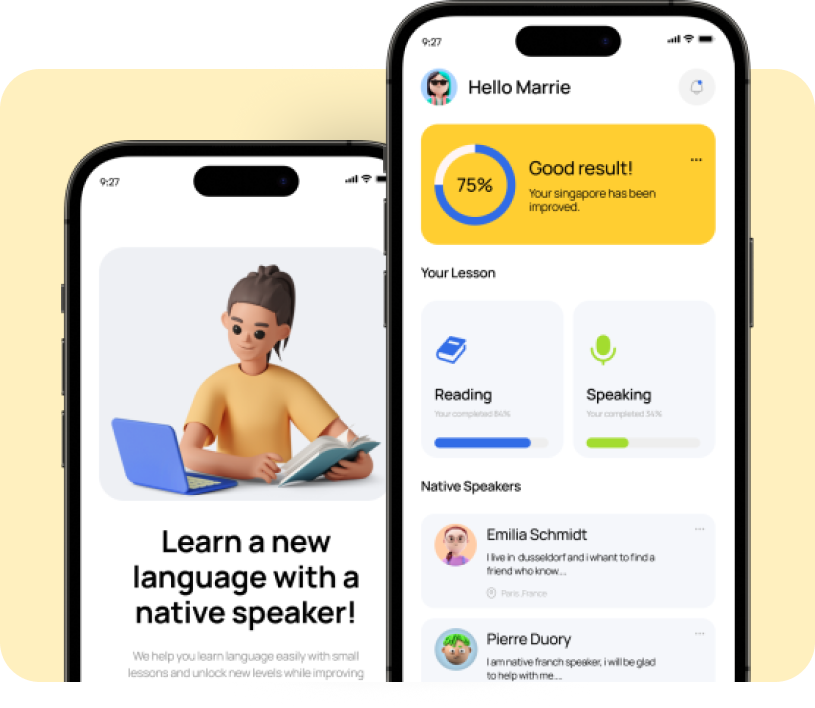 9:27
Learn a new
language with a
native speaker!
We help you learn language easily with small
lessons and unlock new levels while improving
9:27
Hello Marrie
75%
Good result!
Your singapore has been
improved.
Your Lesson
Reading
Your completed 84%
Speaking
Your completed 34%
Native Speakers
Emilia Schmidt
I live in dusseldorf and i whant to find a
friend who know....
Paris, France
Pierre Duory
I am native franch speaker, i will be glad
to help with me....